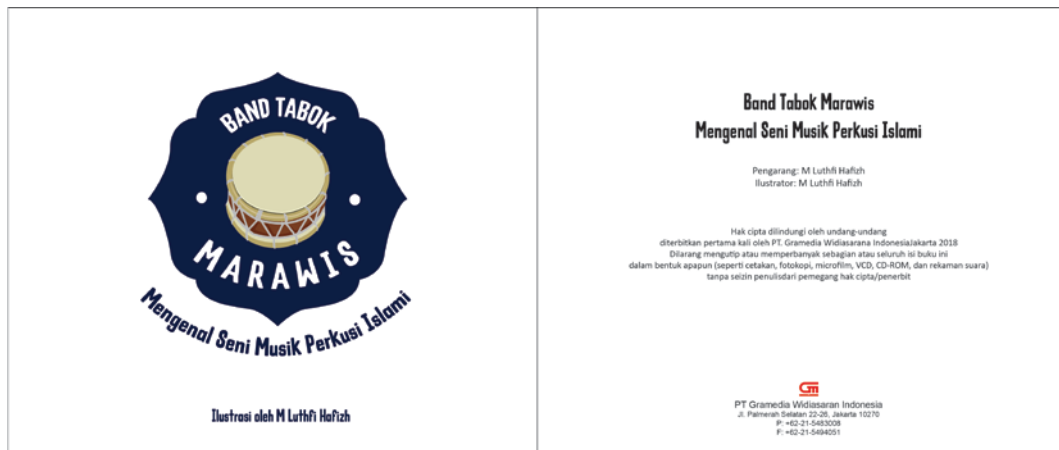 BAND TABOK
MARAWIS
Mengenal Seni Musik Perkusi Islami
Ilustrasi oleh M Luthfi Hafizh
Band Tabok Marawis
Mengenal Seni Musik Perkusi Islami
Pengarang: M Luthfi Hafizh
Ilustrator: M Luthfi Hafizh
Hak cipta dilindungi oleh undang-undang
diterbitkan pertama kali oleh PT. Gramedia Widiasarana IndonesiaJakarta 2018
Dilarang mengutip atau memperbanyak sebagian atau seluruh isi buku ini
dalam bentuk apapun (seperti cetakan, fotokopi, microfilm, VCD, CD-ROM, dan rekaman suara)
tanpa seizin penulisdari pemegang hak cipta/penerbit
PT Gramedia Widiasaran Indonesia
Jl. Palmerah Selatan 22-26, Jakarta 10270
P: +62-21-5483008
F: +62-21-5494051